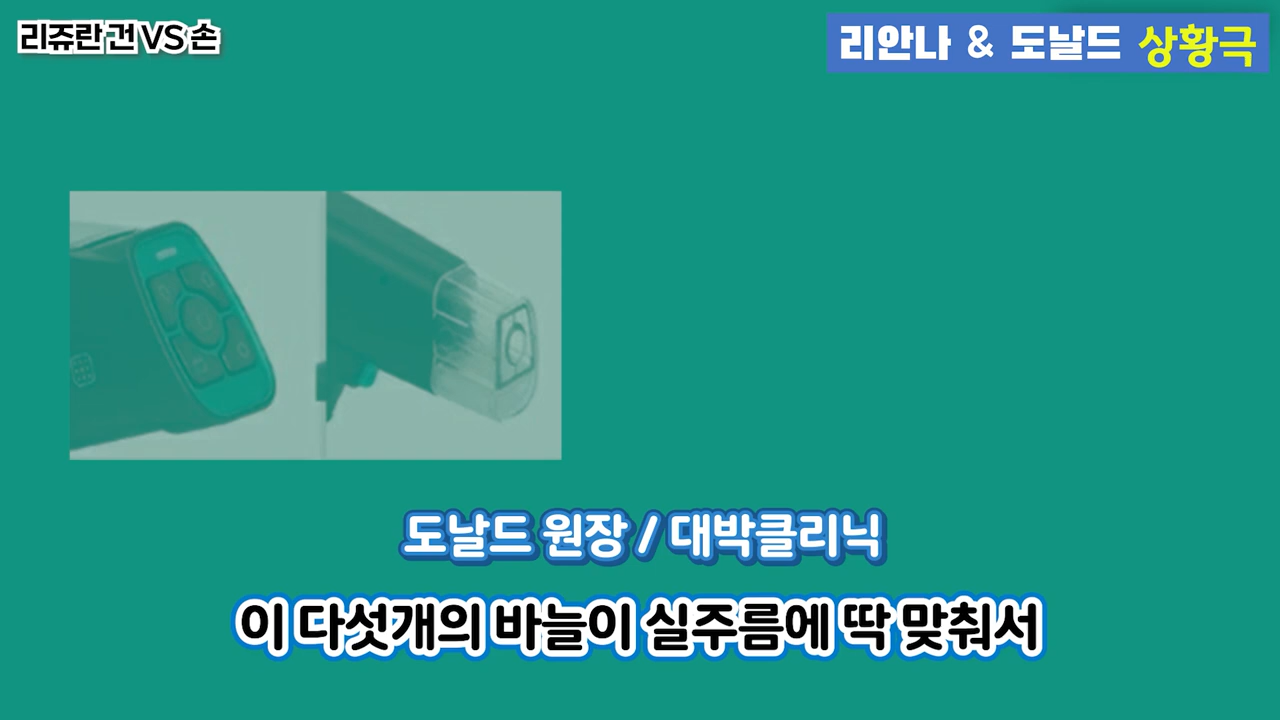 리쥬란 건 VS 손
리안나 & 도날드 상황극
도날드 원장 / 대박클리닉
이 다섯개의 바늘이 실주름에 딱 맞춰서